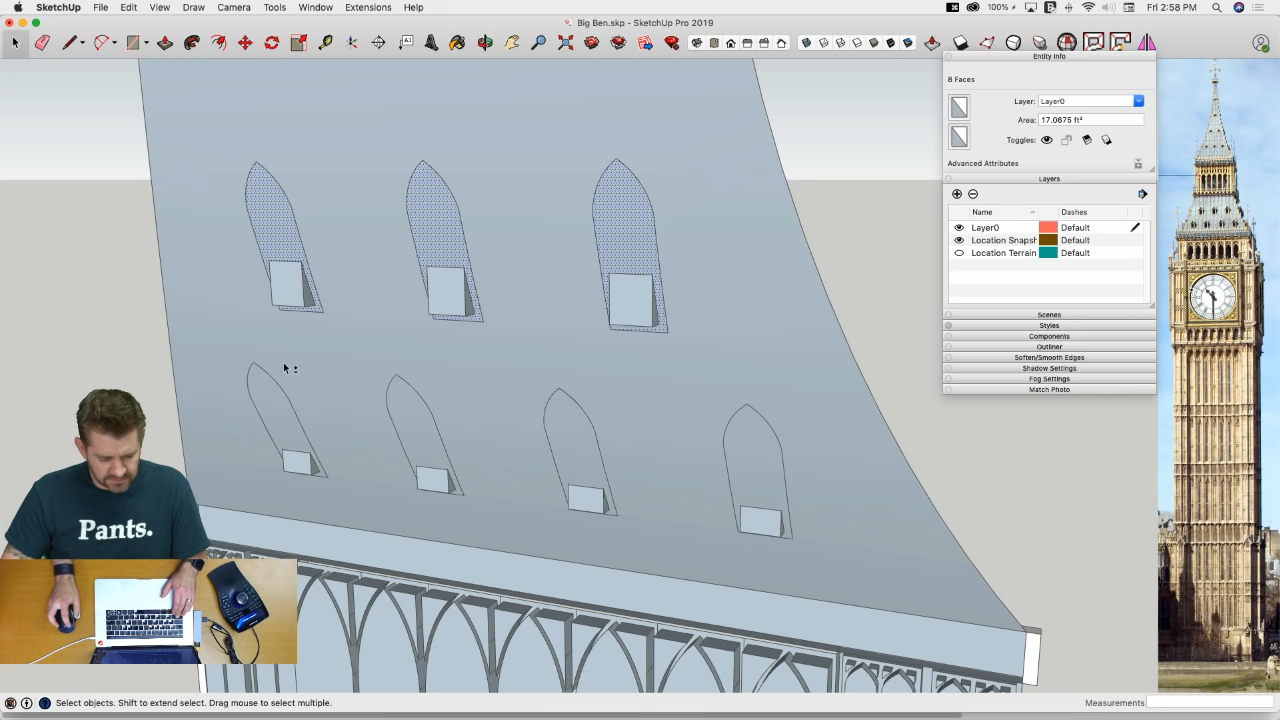 SketchUp File Edit View Draw Camera Tools Window Extensions Help
100% Fri 2:58 PM
Big Ben.skp - SketchUp Pro 2019
Entity Info
8 Faces
Layer: Layer0
Area: 17.0675 ft²
Toggles:
Advanced Attributes
Layers
Name Dashes
Layer0 Default
Location Snapsh Default
Location Terrain Default
Scenes
Styles
Components
Outliner
Soften/Smooth Edges
Shadow Settings
Fog Settings
Match Photo
Pants.
Select objects. Shift to extend select. Drag mouse to select multiple.
Measurements